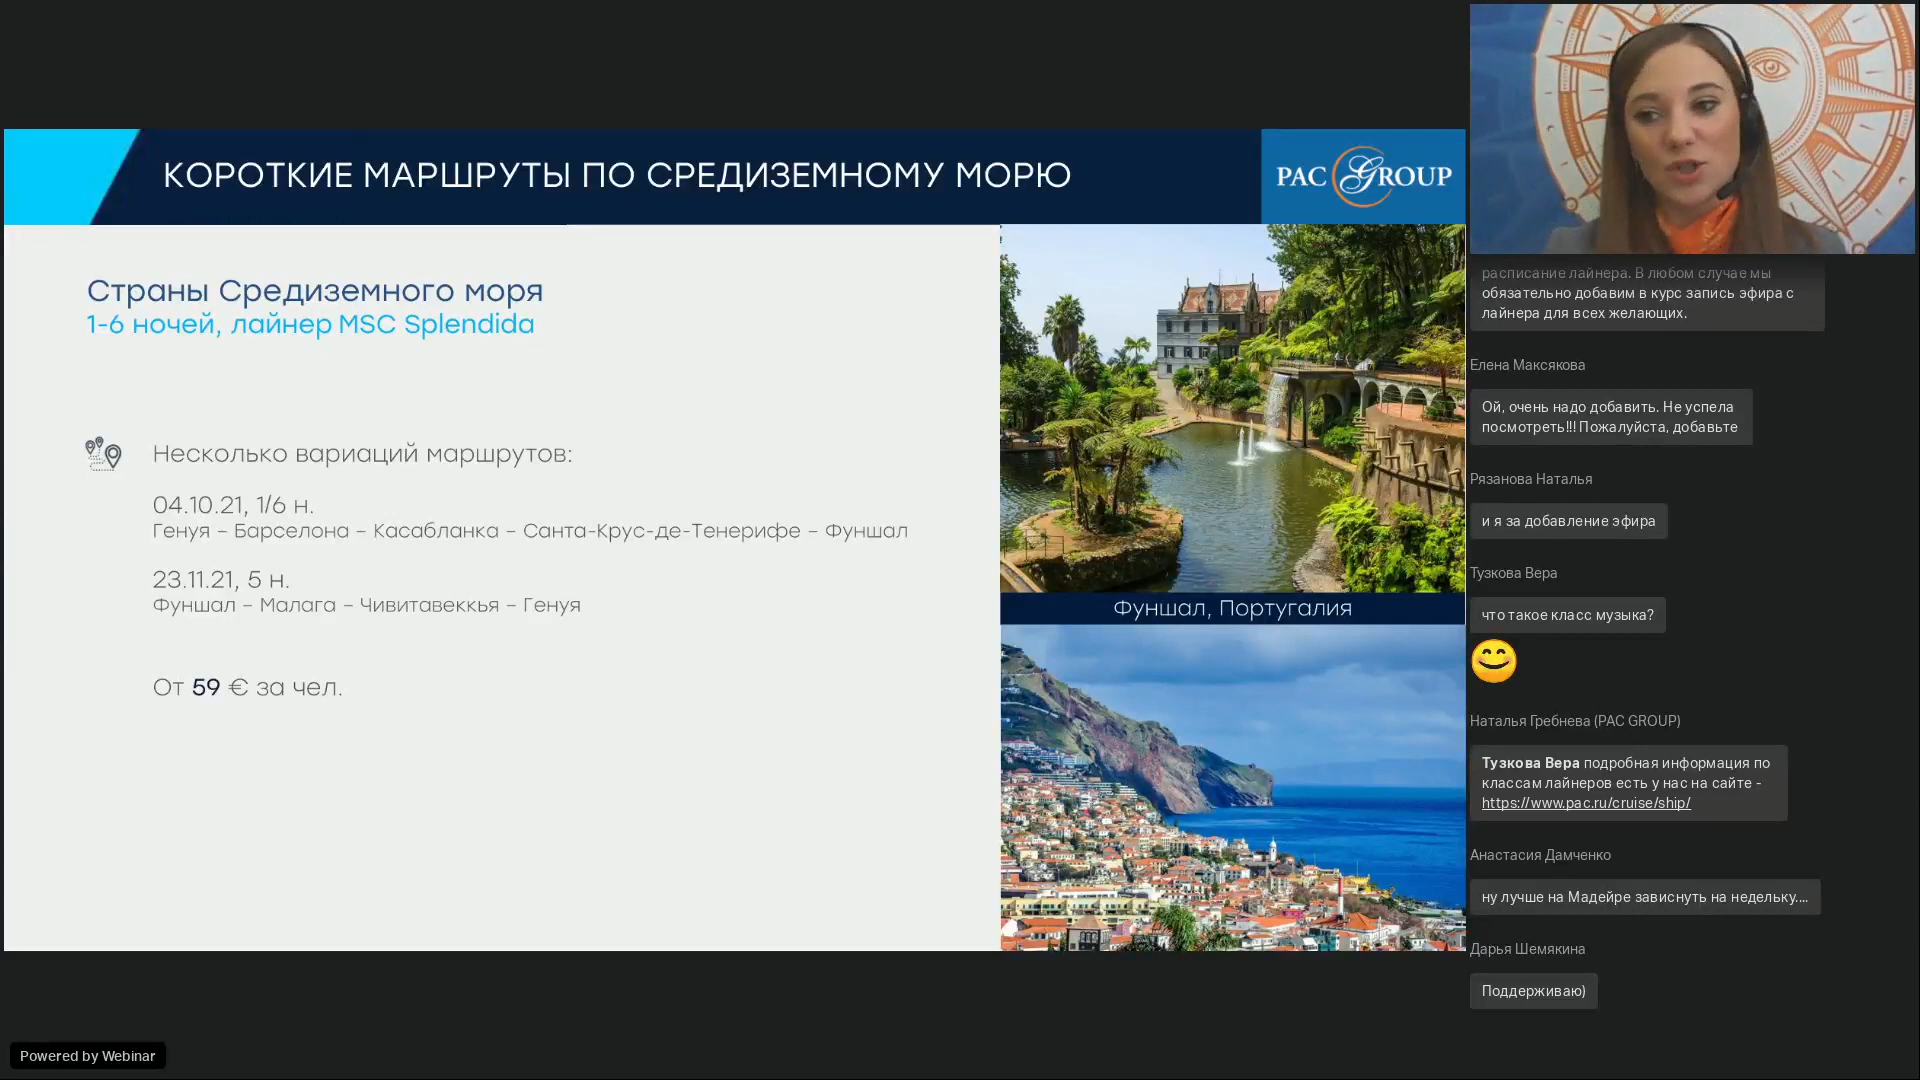 КОРОТКИЕ МАРШРУТЫ ПО СРЕДИЗЕМНОМУ МОРЮ
PAC GROUP
Страны Средиземного моря
1-6 ночей, лайнер MSC Splendida
Несколько вариаций маршрутов:
04.10.21, 1/6 н.
Генуя – Барселона – Касабланка – Санта-Крус-де-Тенерифе – Фуншал
23.11.21, 5 н.
Фуншал – Малага – Чивитавеккья – Генуя
От 59 € за чел.
Фуншал, Португалия
расписание лайнера. В любом случае мы
обязательно добавим в курс запись эфира с
лайнера для всех желающих.
Елена Максякова
Ой, очень надо добавить. Не успела
посмотреть!!! Пожалуйста, добавьте
Рязанова Наталья
и я за добавление эфира
Тузкова Вера
что такое класс музыка?
Наталья Гребнева (PAC GROUP)
Тузкова Вера подробная информация по
классам лайнеров есть у нас на сайте -
https://www.pac.ru/cruise/ship/
Анастасия Дамченко
ну лучше на Мадейре зависнуть на недельку....
Дарья Шемякина
Поддерживаю)
Powered by Webinar